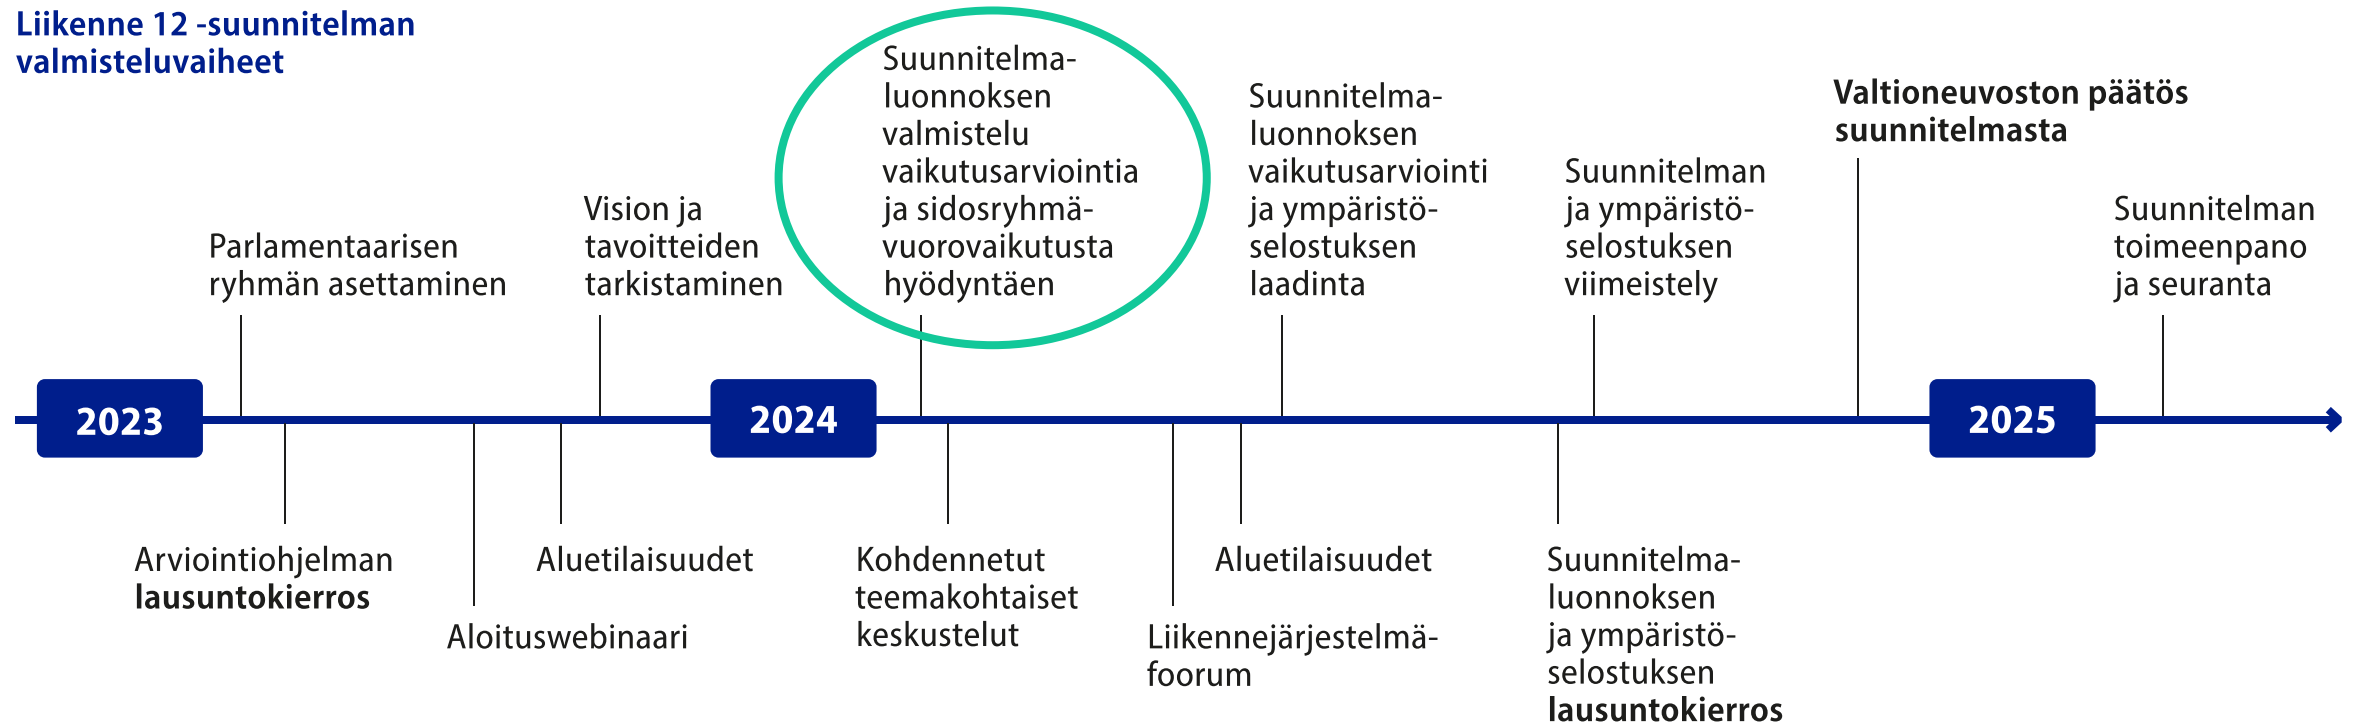 Liikenne 12 -suunnitelman
valmisteluvaiheet
Parlamentaarisen
ryhmän asettaminen
Vision ja
tavoitteiden
tarkistaminen
Suunnitelma-
luonnoksen
valmistelu
vaikutusarviointia
ja sidosryhmä-
vuorovaikutusta
hyödyntäen
Suunnitelma-
luonnoksen
vaikutusarviointi
ja ympäristö-
selostuksen
laadinta
Suunnitelman
ja ympäristö-
selostuksen
viimeistely
Valtioneuvoston päätös
suunnitelmasta
Suunnitelman
toimeenpano
ja seuranta
2023
2024
2025
Arviointiohjelman
lausuntokierros
Aloituswebinaari
Aluetilaisuudet
Kohdennetut
teemakohtaiset
keskustelut
Liikennejärjestelmä-
foorum
Aluetilaisuudet
Suunnitelma-
luonnoksen
ja ympäristö-
selostuksen
lausuntokierros